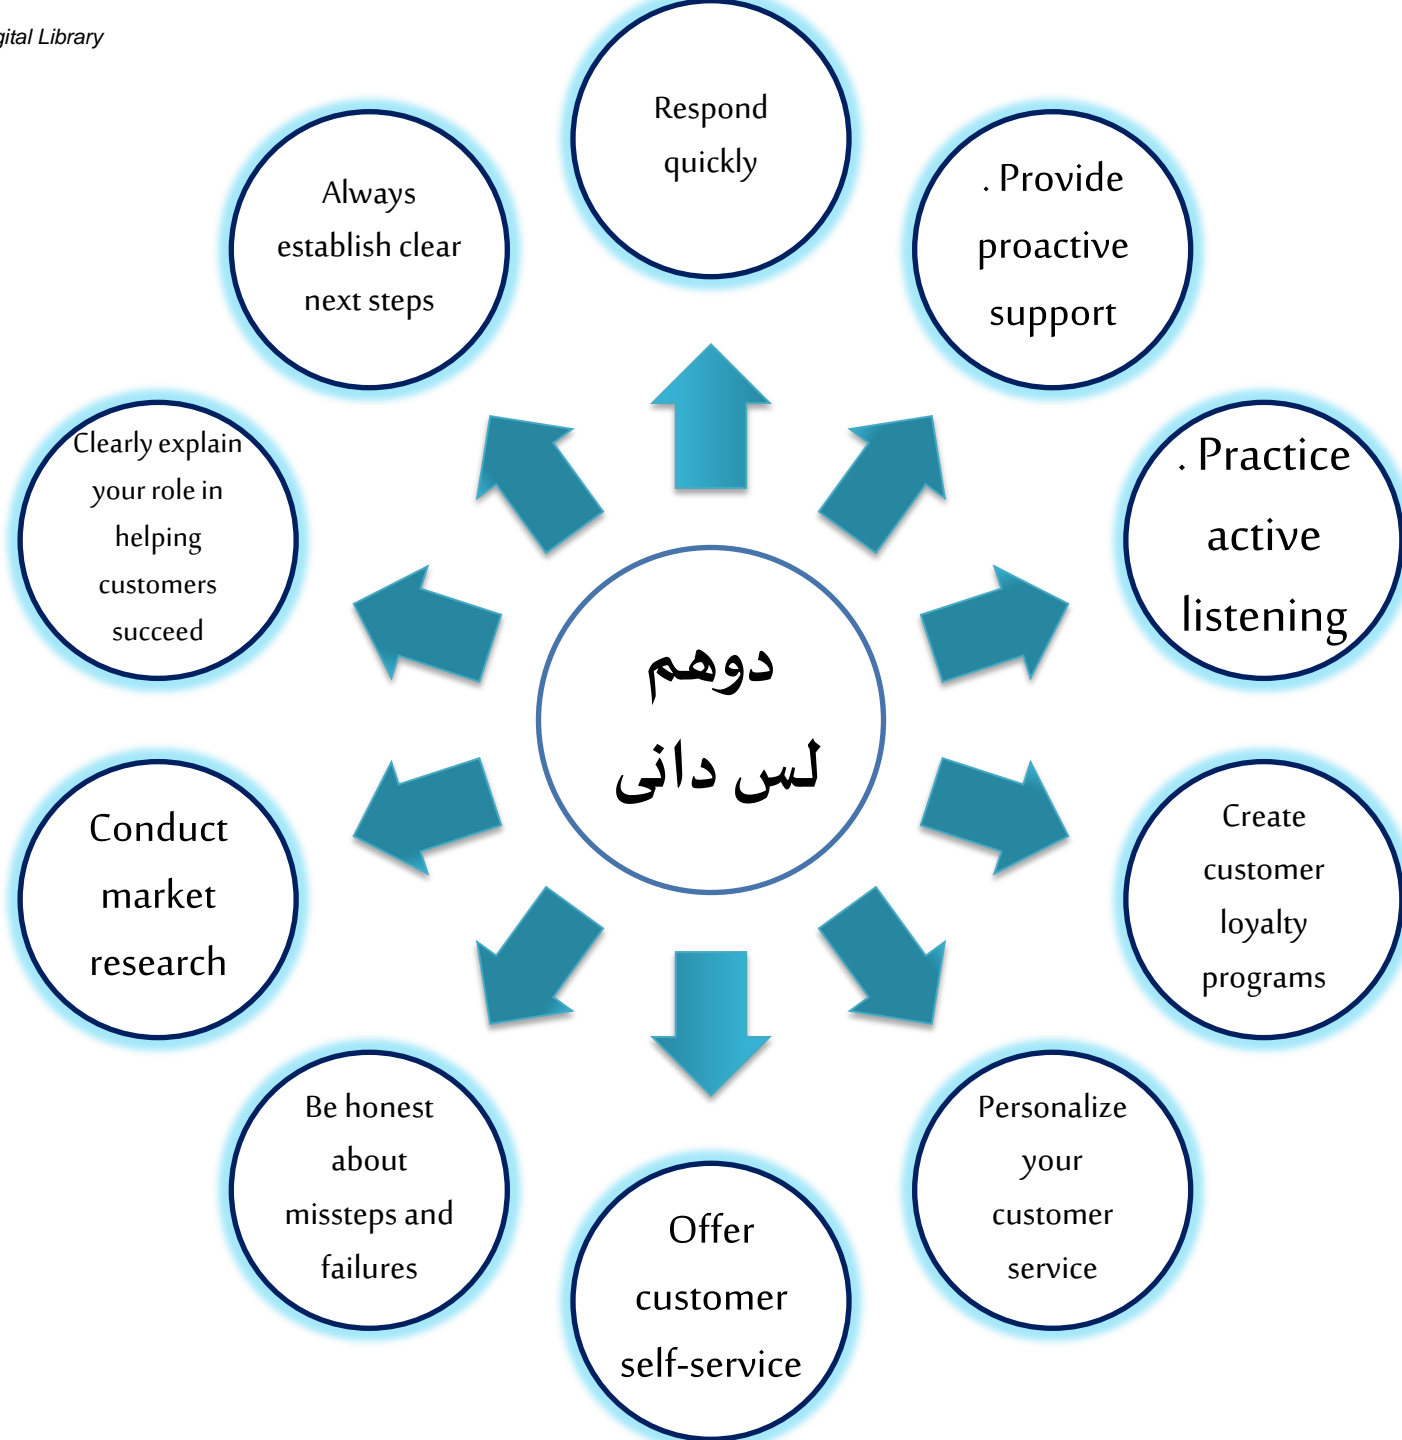 gital Library
Respond
quickly
. Provide
proactive
support
. Practice
active
listening
Create
customer
loyalty
programs
Personalize
your
customer
service
Offer
customer
self-service
Be honest
about
missteps and
failures
Conduct
market
research
Clearly explain
your role in
helping
customers
succeed
Always
establish clear
next steps
دوهم
لس دانی